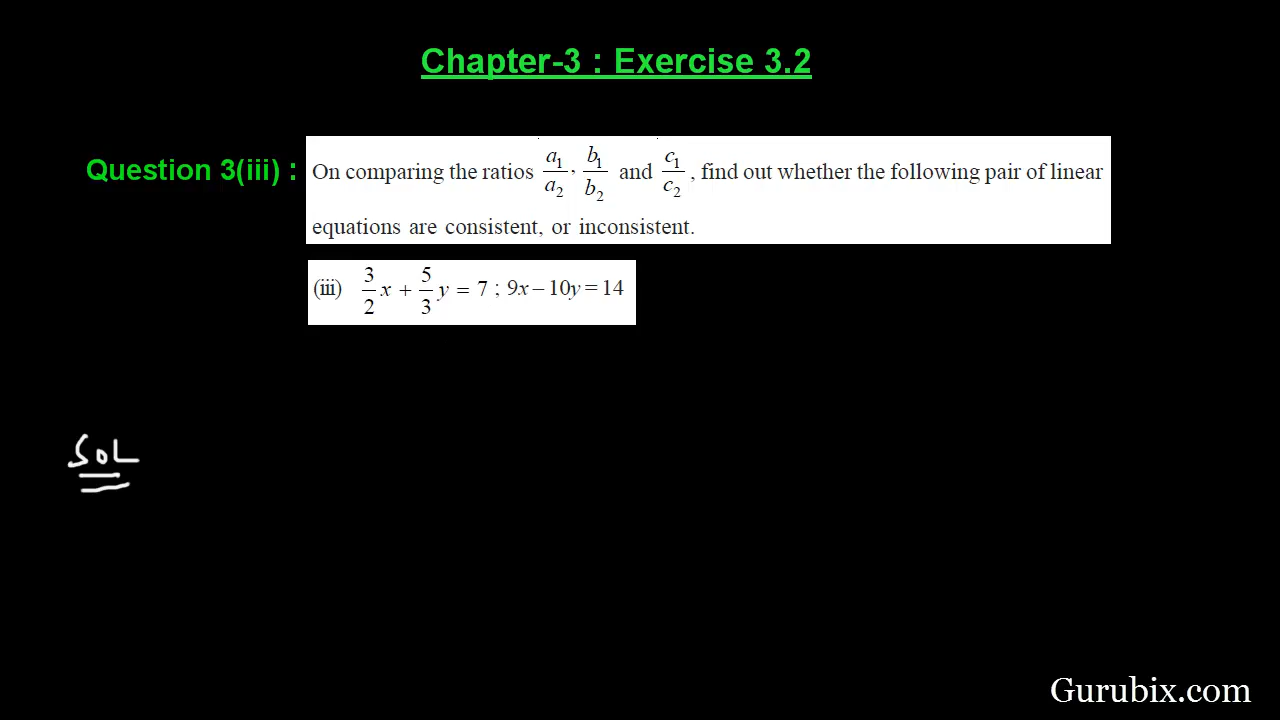 Chapter-3 : Exercise 3.2
Question 3(iii) : On comparing the ratios a₁/a₂, b₁/b₂ and c₁/c₂, find out whether the following pair of linear
equations are consistent, or inconsistent.
(iii) 3/2 x + 5/3 y = 7 ; 9x – 10y = 14
SOL
Gurubix.com